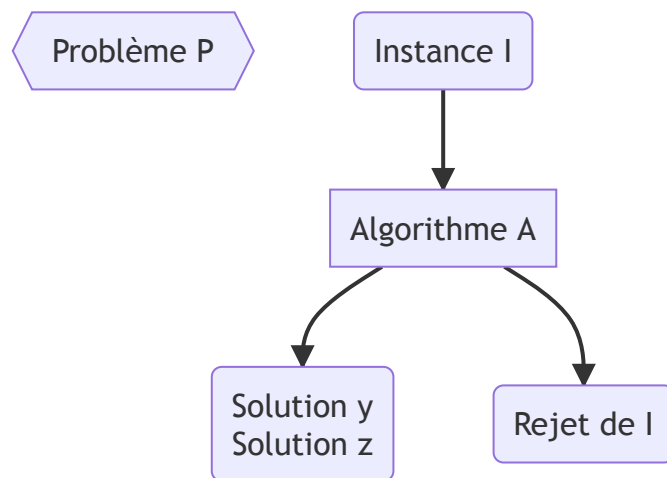 Problème P
Instance I
Algorithme A
Solution y
Solution z
Rejet de I